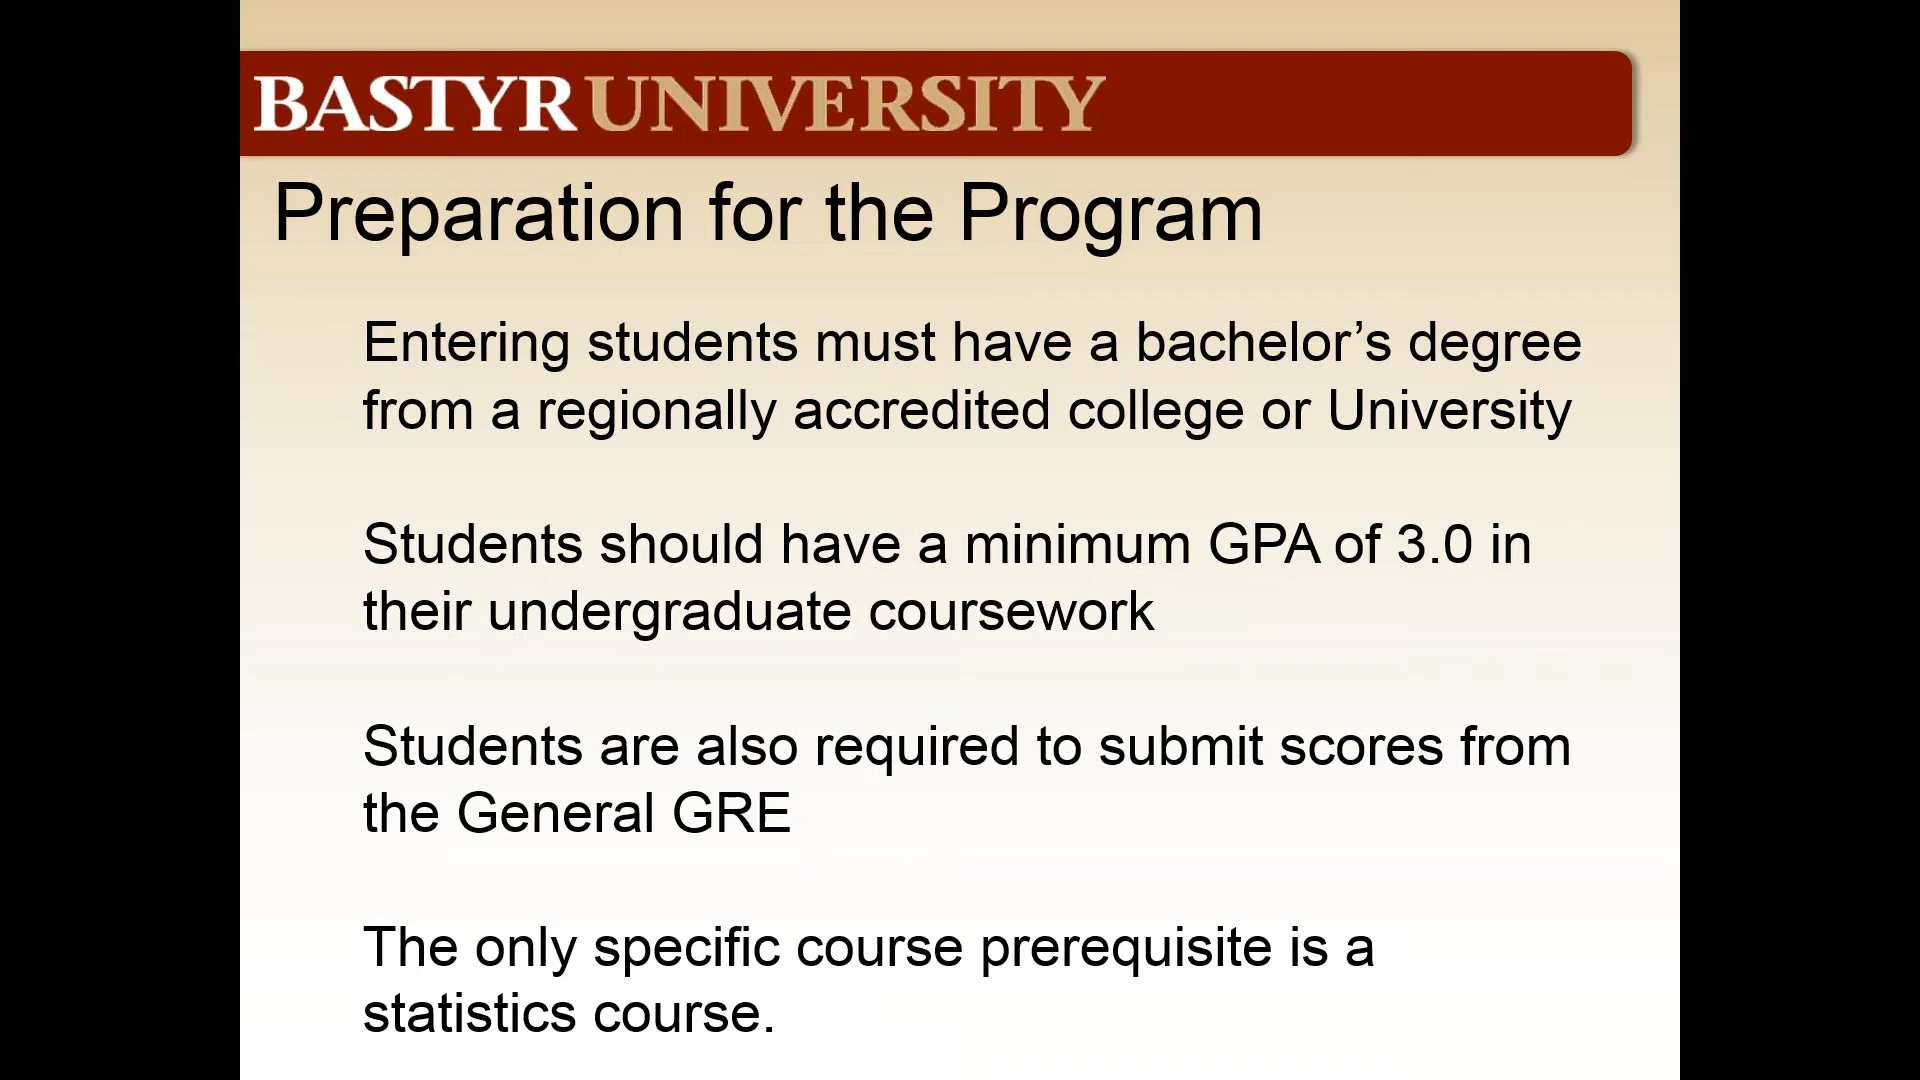 BASTYR UNIVERSITY
Preparation for the Program
Entering students must have a bachelor’s degree
from a regionally accredited college or University
Students should have a minimum GPA of 3.0 in
their undergraduate coursework
Students are also required to submit scores from
the General GRE
The only specific course prerequisite is a
statistics course.